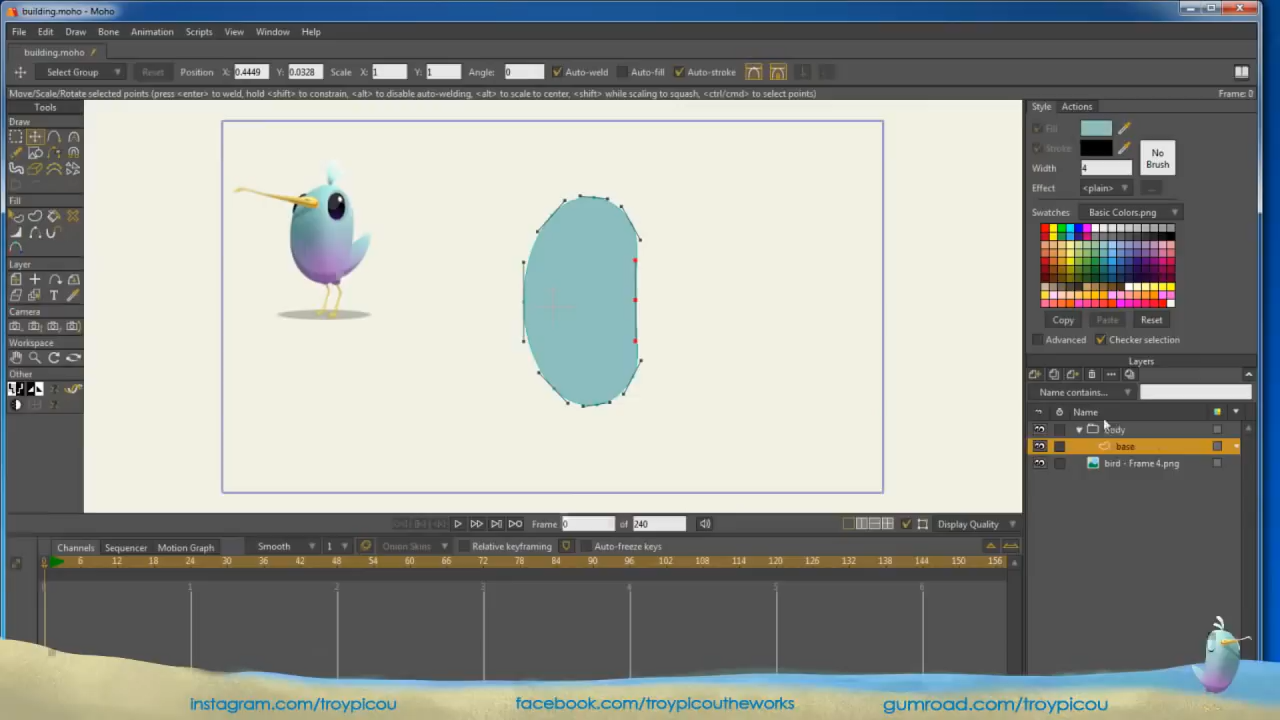 building.moho - Moho
File Edit Draw Bone Animation Scripts View Window Help
building.moho
Select Group Reset Position X: 0.4449 Y: 0.0328 Scale X: 1 Y: 1 Angle: 0 Auto-weld Auto-fill Auto-stroke
Move/Scale/Rotate selected points (press <enter> to weld, hold <shift> to constrain, <alt> to disable auto-welding, <alt> to scale to center, <shift> while scaling to squash, <ctrl/cmd> to select points) Frame: 0
Tools
Draw
Fill
Layer
Camera
Workspace
Other
Style Actions
Fill
Stroke
Width 4
No Brush
Effect <plain> ...
Swatches Basic Colors.png
Copy Paste Reset
Advanced Checker selection
Layers
Name contains...
Name
body
base
bird - Frame 4.png
Frame 0 of 240 Display Quality
Channels Sequencer Motion Graph Smooth 1 Onion Skins Relative keyframing Auto-freeze keys
0 6 12 18 24 30 36 42 48 54 60 66 72 78 84 90 96 102 108 114 120 126 132 138 144 150 156
0 1 2 3 4 5 6
instagram.com/troypicou facebook.com/troypicoutheworks gumroad.com/troypicou